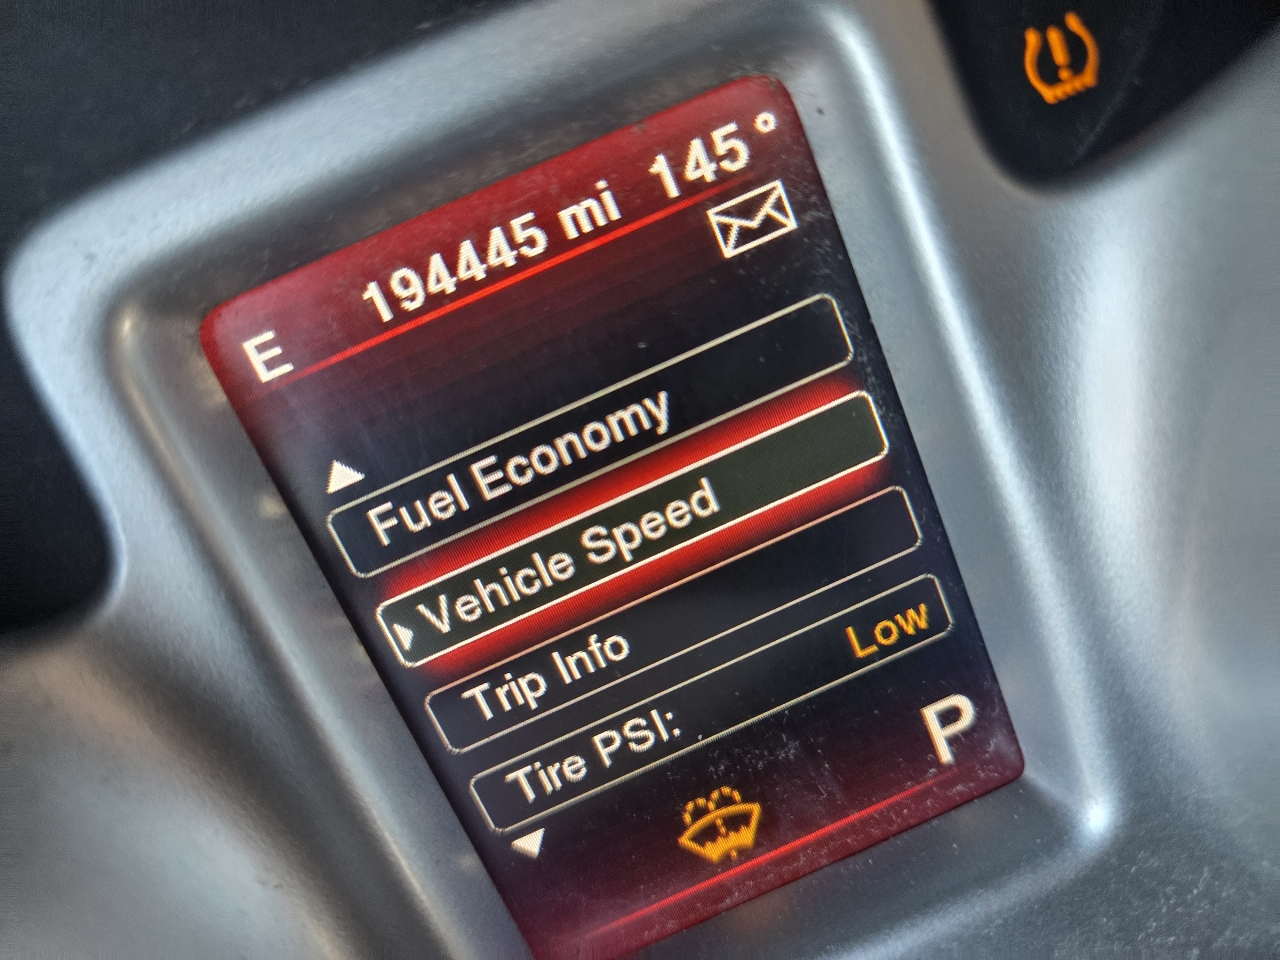 E 194445 mi 145°
Fuel Economy
Vehicle Speed
Trip Info
Tire PSI: Low
P